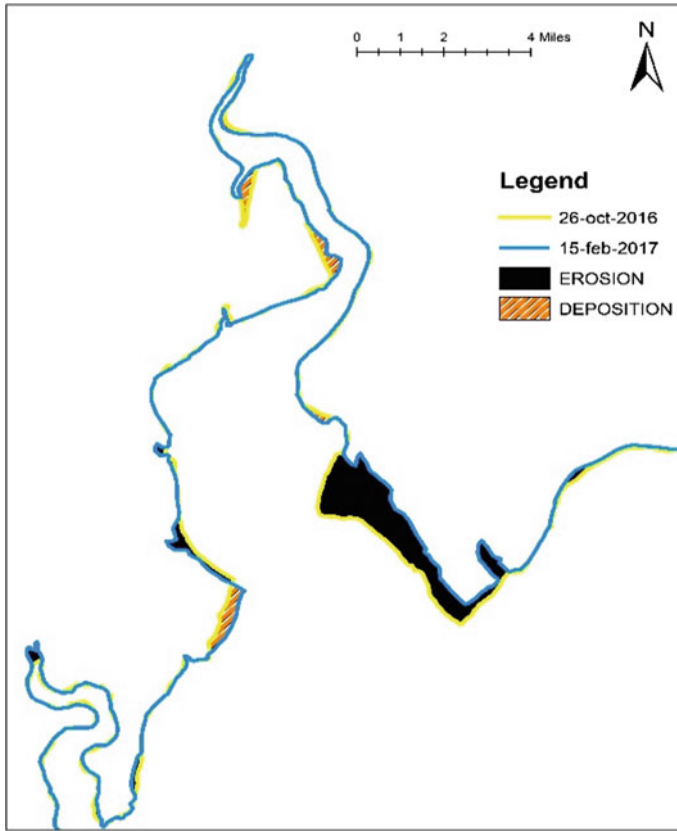 0 1 2 4 Miles
N
Legend
26-oct-2016
15-feb-2017
EROSION
DEPOSITION